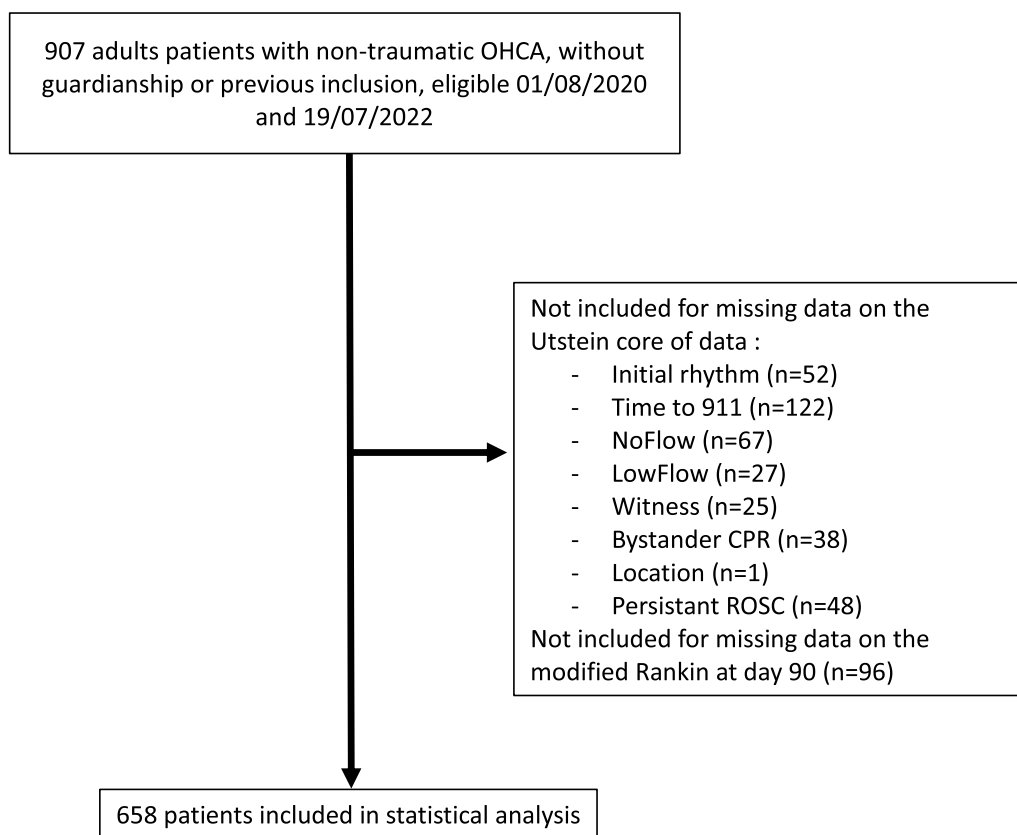 907 adults patients with non-traumatic OHCA, without
guardianship or previous inclusion, eligible 01/08/2020
and 19/07/2022
Not included for missing data on the
Utstein core of data :
- Initial rhythm (n=52)
- Time to 911 (n=122)
- NoFlow (n=67)
- LowFlow (n=27)
- Witness (n=25)
- Bystander CPR (n=38)
- Location (n=1)
- Persistant ROSC (n=48)
Not included for missing data on the
modified Rankin at day 90 (n=96)
658 patients included in statistical analysis